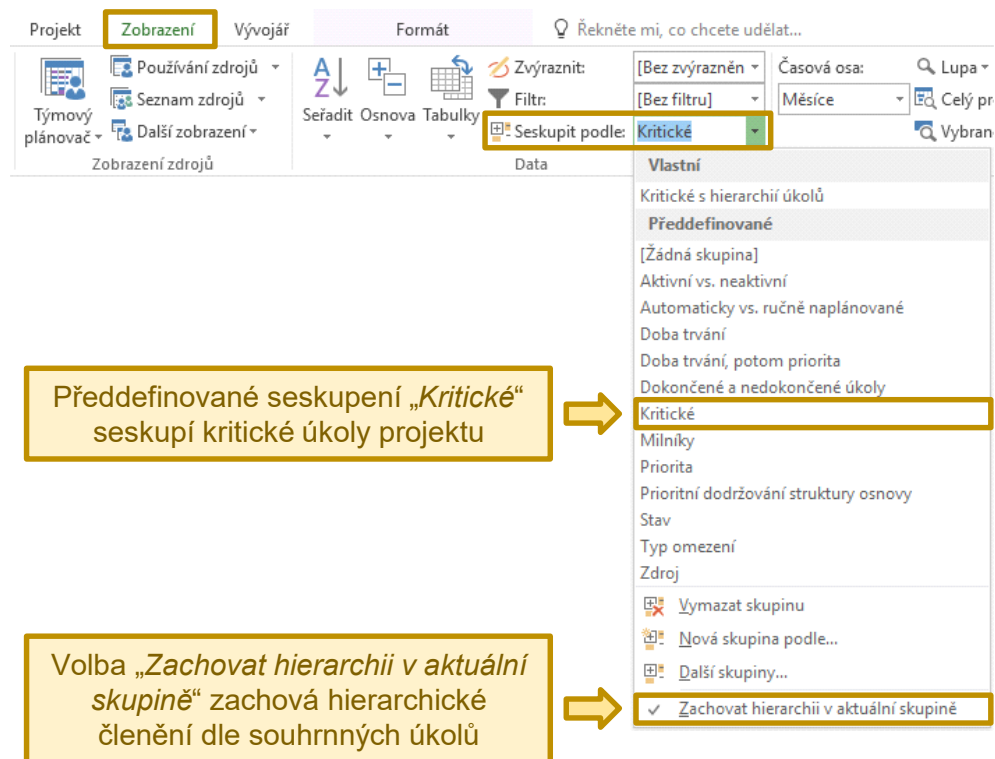 Projekt Zobrazení Vývojář Formát Řekněte mi, co chcete udělat...
Týmový plánovač
Používání zdrojů
Seznam zdrojů
Další zobrazení
Zobrazení zdrojů
Seřadit Osnova Tabulky
Zvýraznit: [Bez zvýrazněn
Filtr: [Bez filtru]
Seskupit podle: Kritické
Data
Časová osa:
Měsíce
Lupa
Celý pr
Vybran
Vlastní
Kritické s hierarchií úkolů
Předdefinované
[Žádná skupina]
Aktivní vs. neaktivní
Automaticky vs. ručně naplánované
Doba trvání
Doba trvání, potom priorita
Dokončené a nedokončené úkoly
Kritické
Milníky
Priorita
Prioritní dodržování struktury osnovy
Stav
Typ omezení
Zdroj
Vymazat skupinu
Nová skupina podle...
Další skupiny...
Zachovat hierarchii v aktuální skupině
Předdefinované seskupení „Kritické“
seskupí kritické úkoly projektu
Volba „Zachovat hierarchii v aktuální
skupině“ zachová hierarchické
členění dle souhrnných úkolů